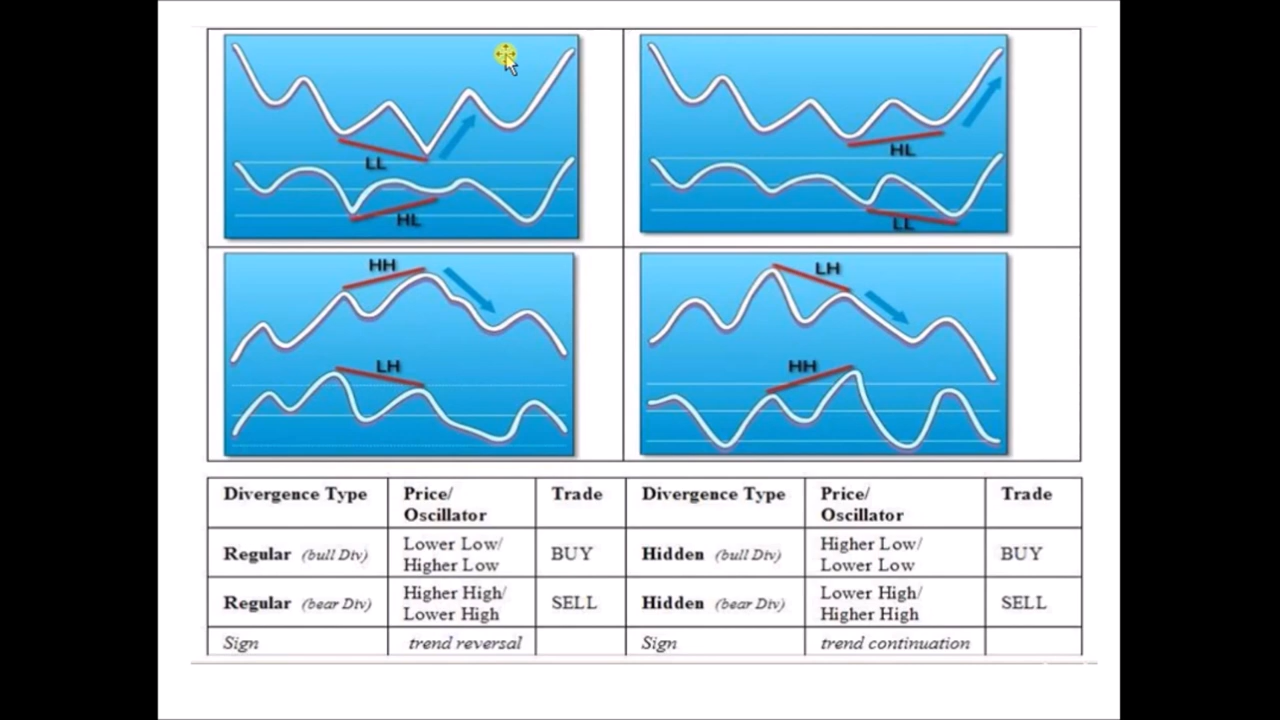 LL
HL
HL
LL
HH
LH
LH
HH
Divergence Type Price/ Trade Divergence Type Price/ Trade
Oscillator Oscillator
Regular (bull Div) Lower Low/ BUY Hidden (bull Div) Higher Low/ BUY
Higher Low Lower Low
Regular (bear Div) Higher High/ SELL Hidden (bear Div) Lower High/ SELL
Lower High Higher High
Sign trend reversal Sign trend continuation